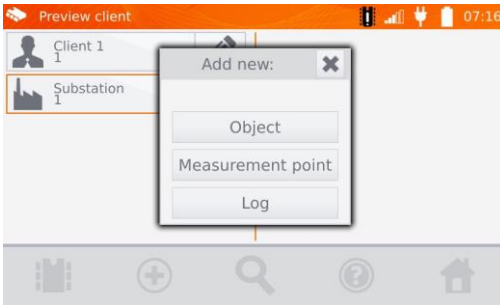 Preview client
07:16
Client 1
1
Substation
1
Add new:
Object
Measurement point
Log